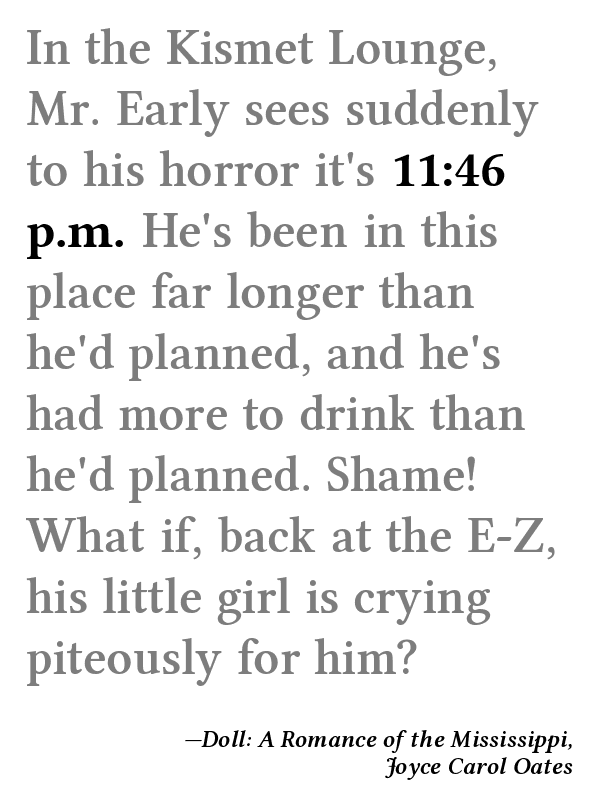 In the Kismet Lounge,
Mr. Early sees suddenly
to his horror it's 11:46
p.m. He's been in this
place far longer than
he'd planned, and he's
had more to drink than
he'd planned. Shame!
What if, back at the E-Z,
his little girl is crying
piteously for him?
—Doll: A Romance of the Mississippi,
Joyce Carol Oates